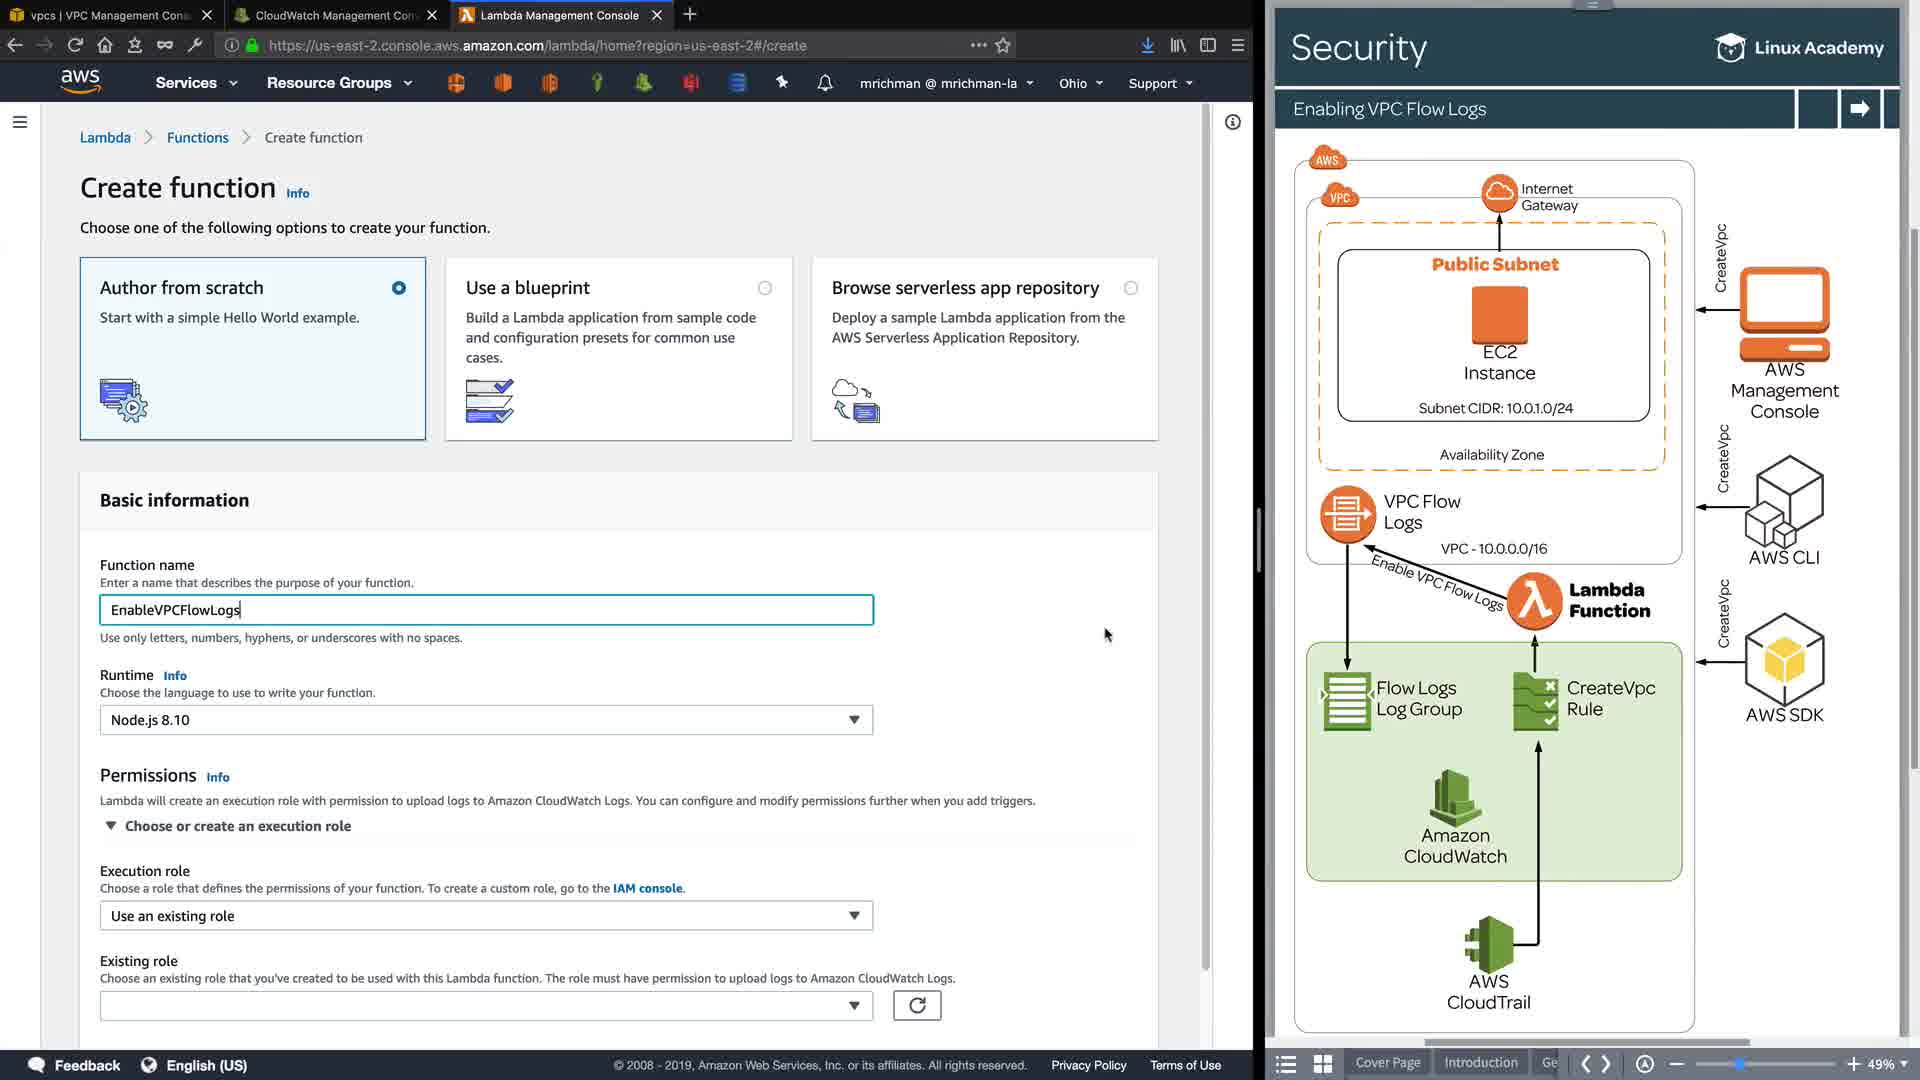 vpcs | VPC Management Cons
CloudWatch Management Con
Lambda Management Console
https://us-east-2.console.aws.amazon.com/lambda/home?region=us-east-2#/create
aws
Services
Resource Groups
mrichman @ mrichman-la
Ohio
Support
Lambda
Functions
Create function
Create function
Info
Choose one of the following options to create your function.
Author from scratch
Start with a simple Hello World example.
Use a blueprint
Build a Lambda application from sample code
and configuration presets for common use
cases.
Browse serverless app repository
Deploy a sample Lambda application from the
AWS Serverless Application Repository.
Basic information
Function name
Enter a name that describes the purpose of your function.
EnableVPCFlowLogs
Use only letters, numbers, hyphens, or underscores with no spaces.
Runtime Info
Choose the language to use to write your function.
Node.js 8.10
Permissions Info
Lambda will create an execution role with permission to upload logs to Amazon CloudWatch Logs. You can configure and modify permissions further when you add triggers.
Choose or create an execution role
Execution role
Choose a role that defines the permissions of your function. To create a custom role, go to the IAM console.
Use an existing role
Existing role
Choose an existing role that you've created to be used with this Lambda function. The role must have permission to upload logs to Amazon CloudWatch Logs.
Feedback
English (US)
© 2008 - 2019, Amazon Web Services, Inc. or its affiliates. All rights reserved.
Privacy Policy
Terms of Use
Security
Linux Academy
Enabling VPC Flow Logs
AWS
VPC
Internet
Gateway
Public Subnet
EC2
Instance
Subnet CIDR: 10.0.1.0/24
Availability Zone
VPC Flow
Logs
VPC - 10.0.0.0/16
Enable VPC Flow Logs
Lambda
Function
Flow Logs
Log Group
CreateVpc
Rule
Amazon
CloudWatch
AWS
CloudTrail
CreateVpc
AWS
Management
Console
CreateVpc
AWS CLI
CreateVpc
AWS SDK
Cover Page
Introduction
Ge
49%